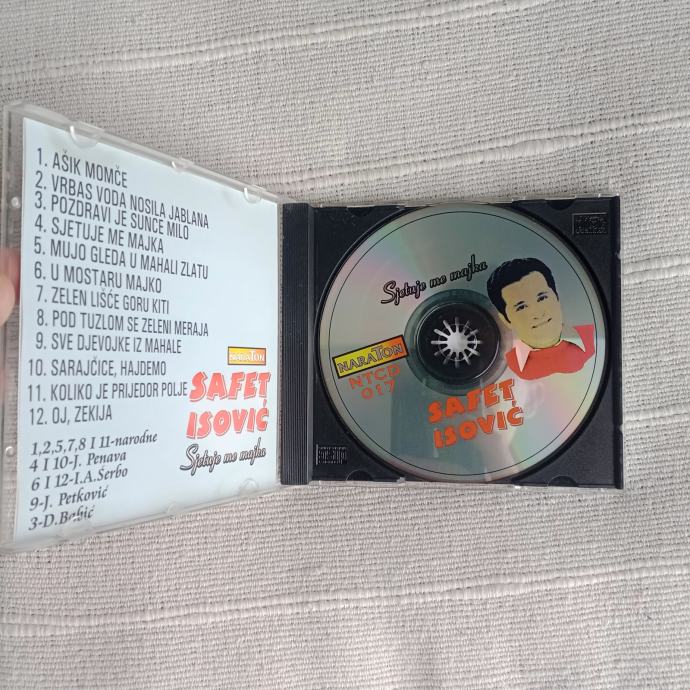 1. AŠIK MOMČE
2. VRBAS VODA NOSILA JABLANA
3. POZDRAVI JE SUNCE MILO
4. SJETUJE ME MAJKA
5. MUJO GLEDA U MAHALI ZLATU
6. U MOSTARU MAJKO
7. ZELEN LIŠĆE GORU KITI
8. POD TUZLOM SE ZELENI MERAJA
9. SVE DJEVOJKE IZ MAHALE
10. SARAJČICE, HAJDEMO
11. KOLIKO JE PRIJEDOR POLJE
12. OJ, ZEKIJA
1,2,5,7,8 I 11-narodne
4 I 10-J. Penava
6 I 12-I.A.Šerbo
9-J. Petković
3-D.Babić
NARATON
SAFET
ISOVIĆ
Sjetuje me majka
Sjetuje me majka
NARATON
NTCD
017
SAFET
ISOVIĆ